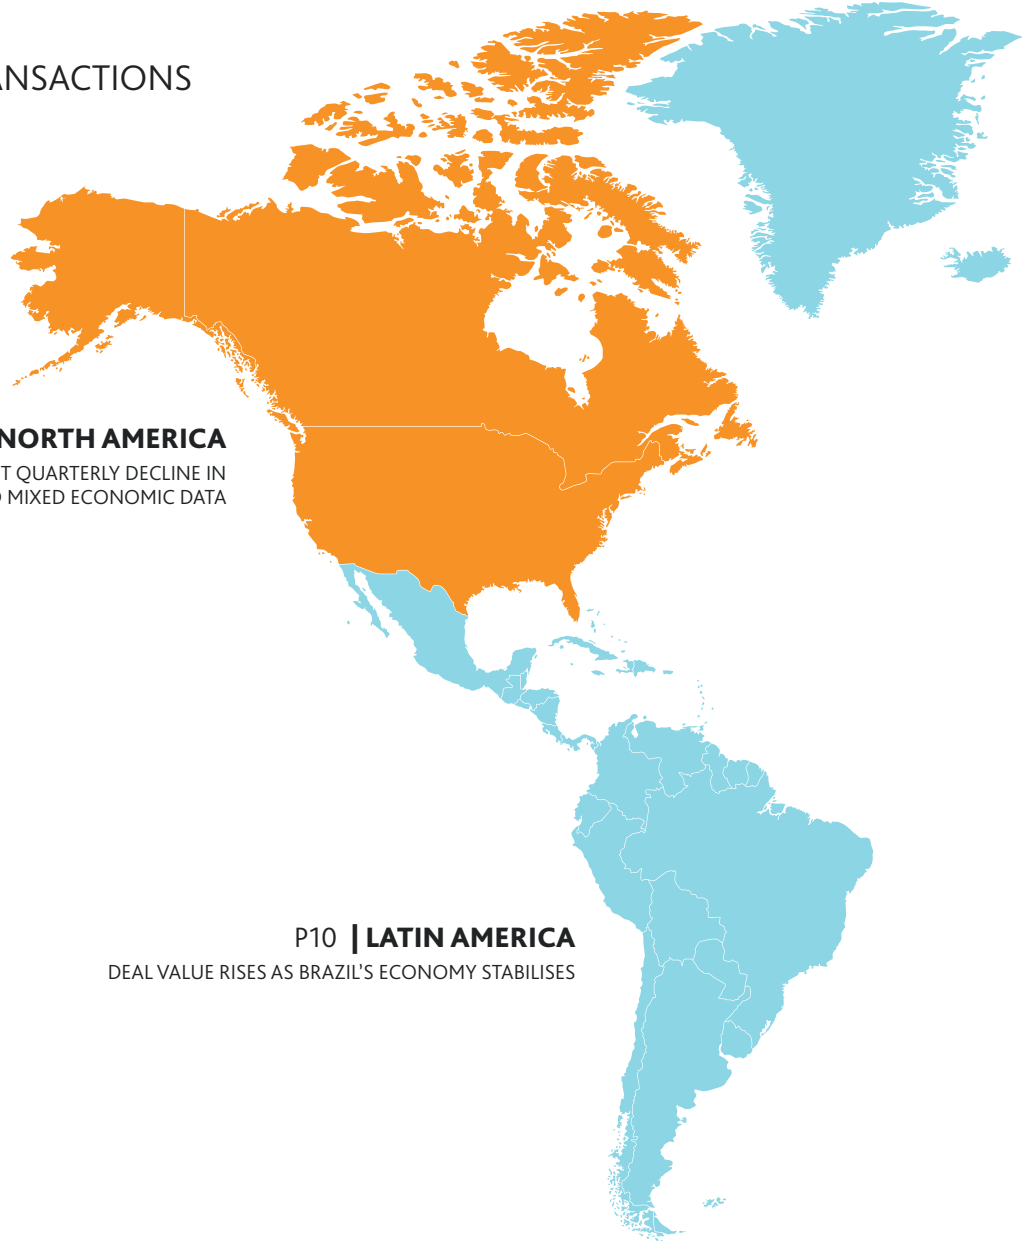 ANSACTIONS
NORTH AMERICA
T QUARTERLY DECLINE IN
MIXED ECONOMIC DATA
P10 | LATIN AMERICA
DEAL VALUE RISES AS BRAZIL'S ECONOMY STABILISES